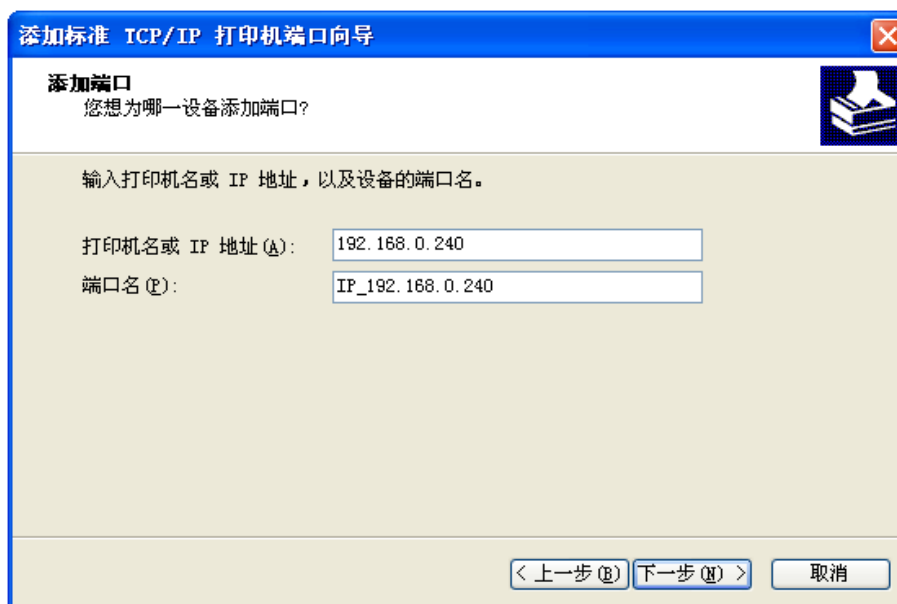 添加标准 TCP/IP 打印机端口向导
添加端口
您想为哪一设备添加端口?
输入打印机名或 IP 地址，以及设备的端口名。
打印机名或 IP 地址(A): 192.168.0.240
端口名(P): IP_192.168.0.240
< 上一步(B) 下一步(N) > 取消